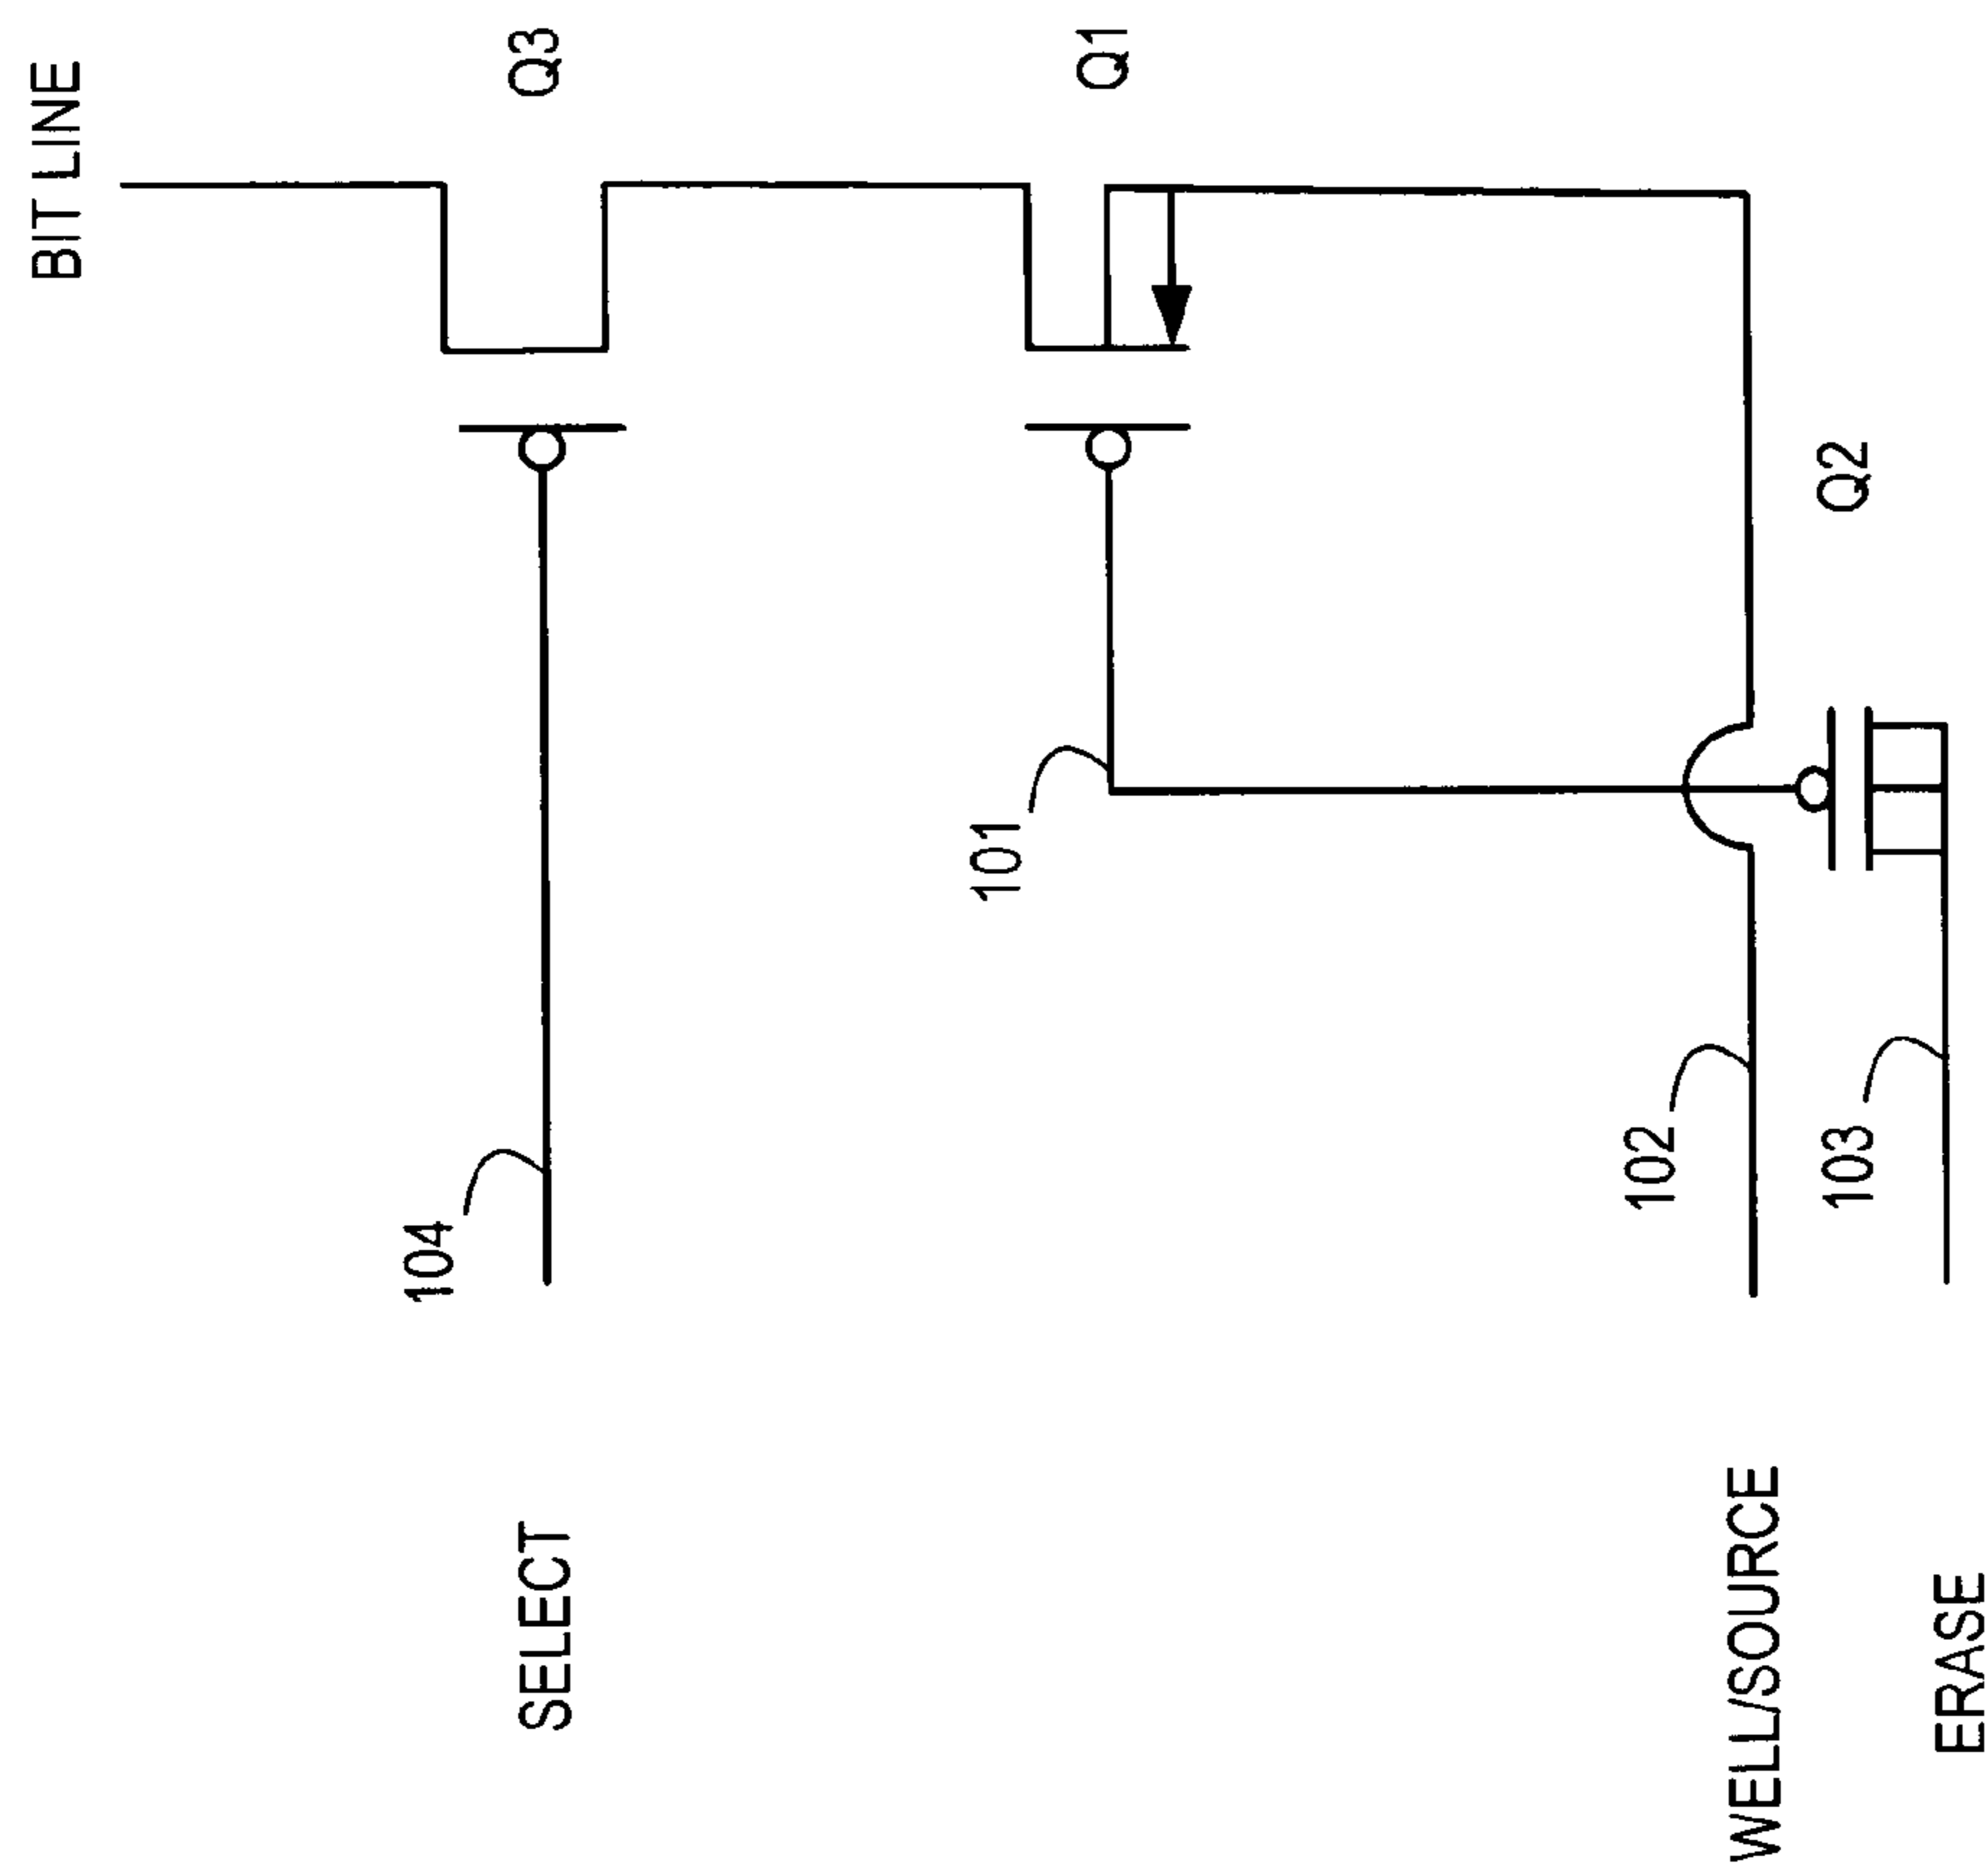 BIT LINE
Q3
Q1
Q2
101
104
102
103
SELECT
WELL/SOURCE
ERASE